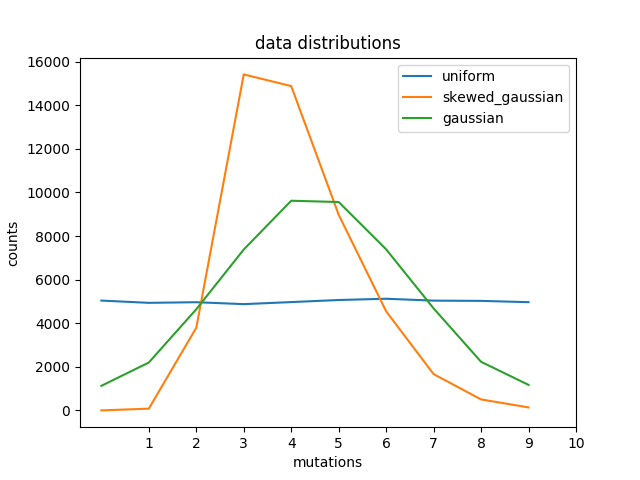 data distributions
16000
14000
12000
10000
8000
6000
4000
2000
0
counts
uniform
skewed_gaussian
gaussian
1 2 3 4 5 6 7 8 9 10
mutations